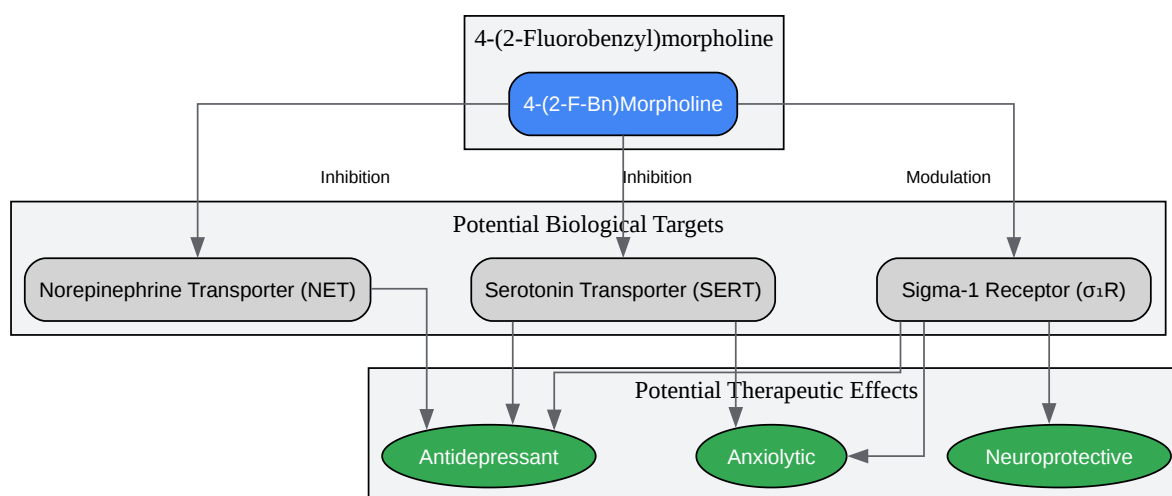 4-(2-Fluorobenzyl)morpholine
4-(2-F-Bn)Morpholine
Inhibition
Inhibition
Modulation
Potential Biological Targets
Norepinephrine Transporter (NET)
Serotonin Transporter (SERT)
Sigma-1 Receptor (σ₁R)
Potential Therapeutic Effects
Antidepressant
Anxiolytic
Neuroprotective